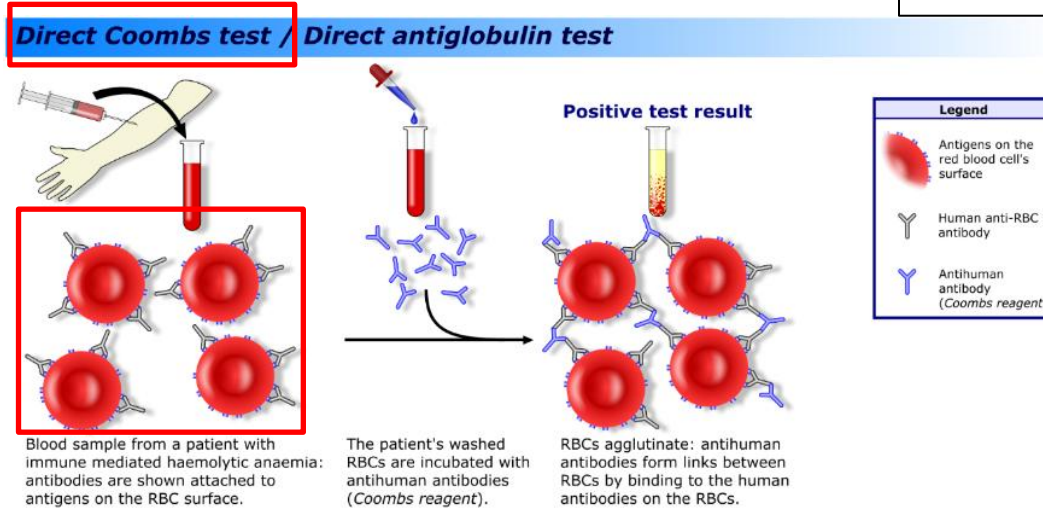 Direct Coombs test / Direct antiglobulin test
Positive test result
Legend
Antigens on the
red blood cell's
surface
Human anti-RBC
antibody
Antihuman
antibody
(Coombs reagent
Blood sample from a patient with
immune mediated haemolytic anaemia:
antibodies are shown attached to
antigens on the RBC surface.
The patient's washed
RBCs are incubated with
antihuman antibodies
(Coombs reagent).
RBCs agglutinate: antihuman
antibodies form links between
RBCs by binding to the human
antibodies on the RBCs.